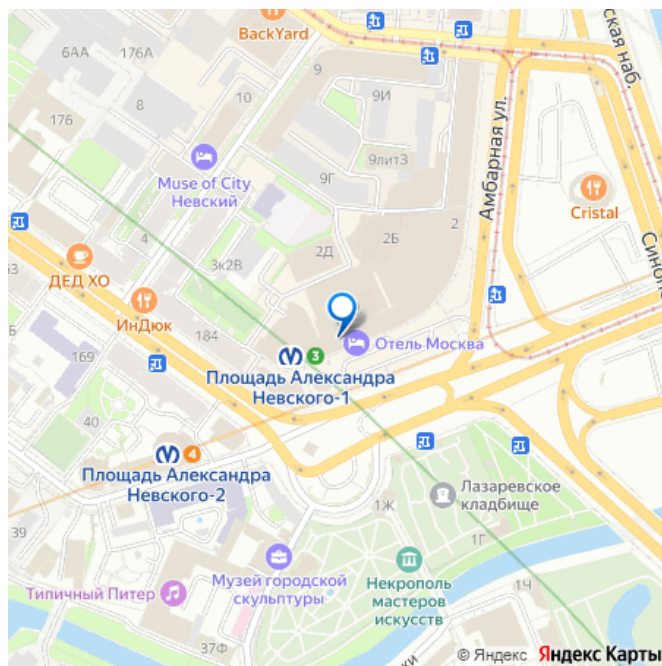 BackYard
6АА
176А
9
10
9И
8
176
ская наб.
Амбарная ул.
9лит3
9Г
Muse of City
Невский
Cristal
2
4
2Б
2Д
3к2В
ДЕД ХО
ИнДюк
184
Отель Москва
3
169
Площадь Александра
Невского-1
4
Площадь Александра
Невского-2
Лазаревское
кладбище
1Ж
39
1Г
Музей городской
скульптуры
Некрополь
мастеров
искусств
1Ч
Типичный Питер
37Ф
© Яндекс
Яндекс Карты